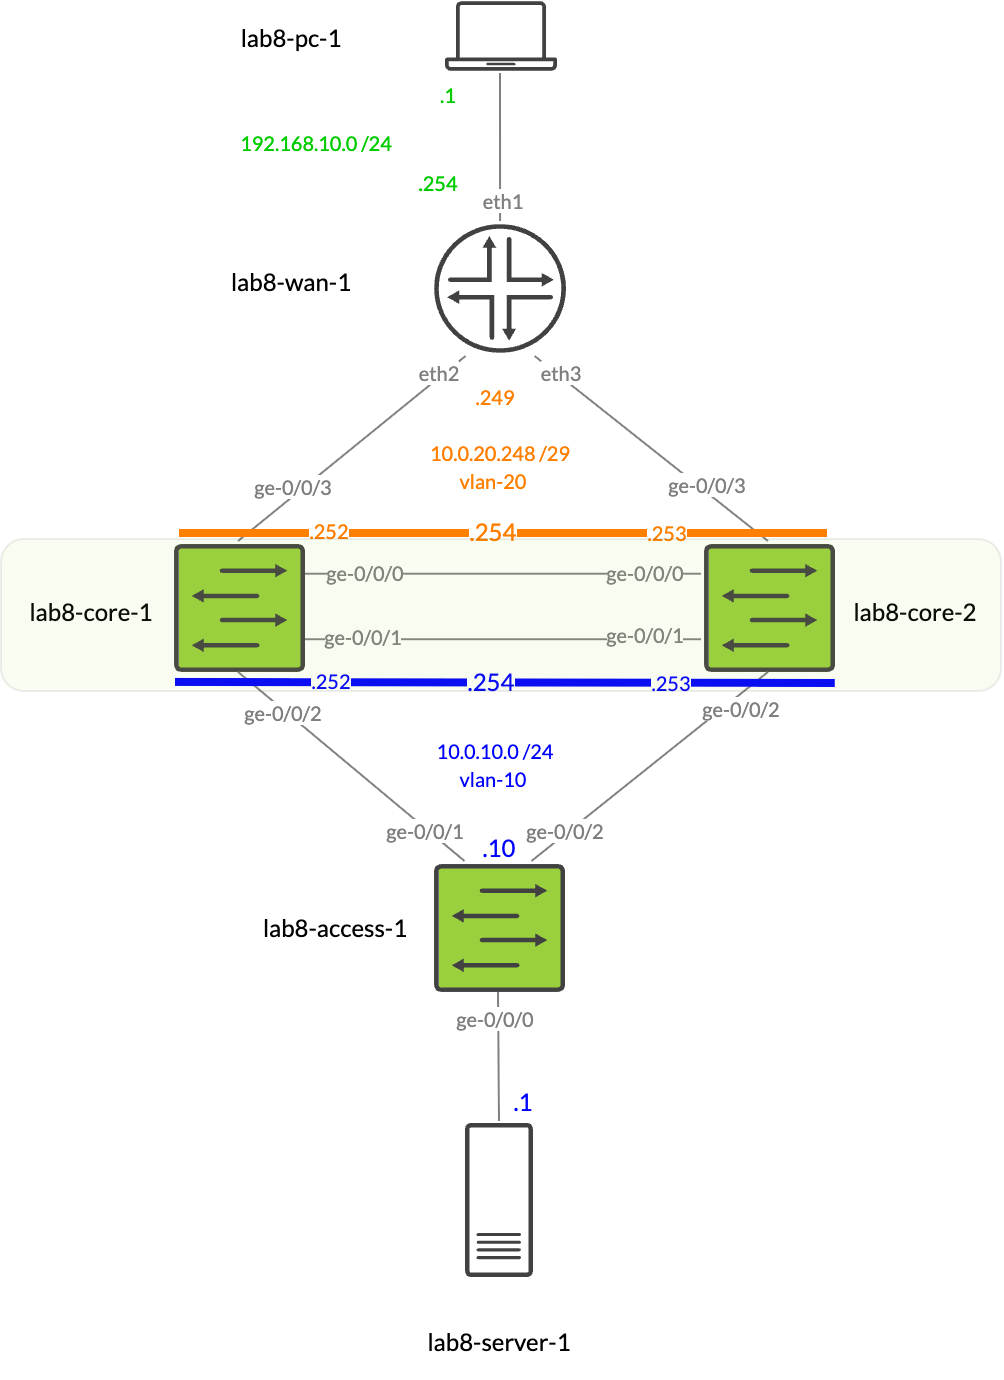 lab8-pc-1
.1
192.168.10.0 /24
.254
eth1
lab8-wan-1
eth2
eth3
.249
10.0.20.248 /29
vlan-20
ge-0/0/3
ge-0/0/3
.252
.254
.253
ge-0/0/0
ge-0/0/0
lab8-core-1
lab8-core-2
ge-0/0/1
ge-0/0/1
.252
.254
.253
ge-0/0/2
ge-0/0/2
10.0.10.0 /24
vlan-10
ge-0/0/1
ge-0/0/2
.10
lab8-access-1
ge-0/0/0
.1
lab8-server-1